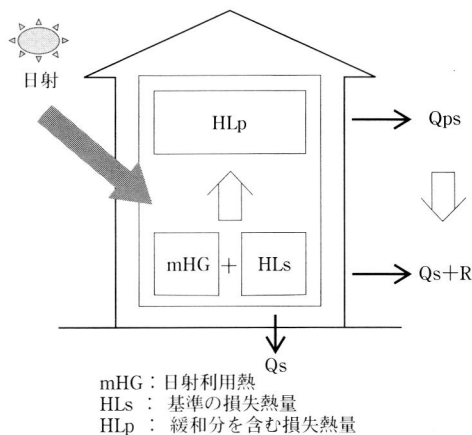 日射
HLp
Qps
mHG + HLs
Qs+R
Qs
mHG：日射利用熱
HLs ： 基準の損失熱量
HLp ： 緩和分を含む損失熱量